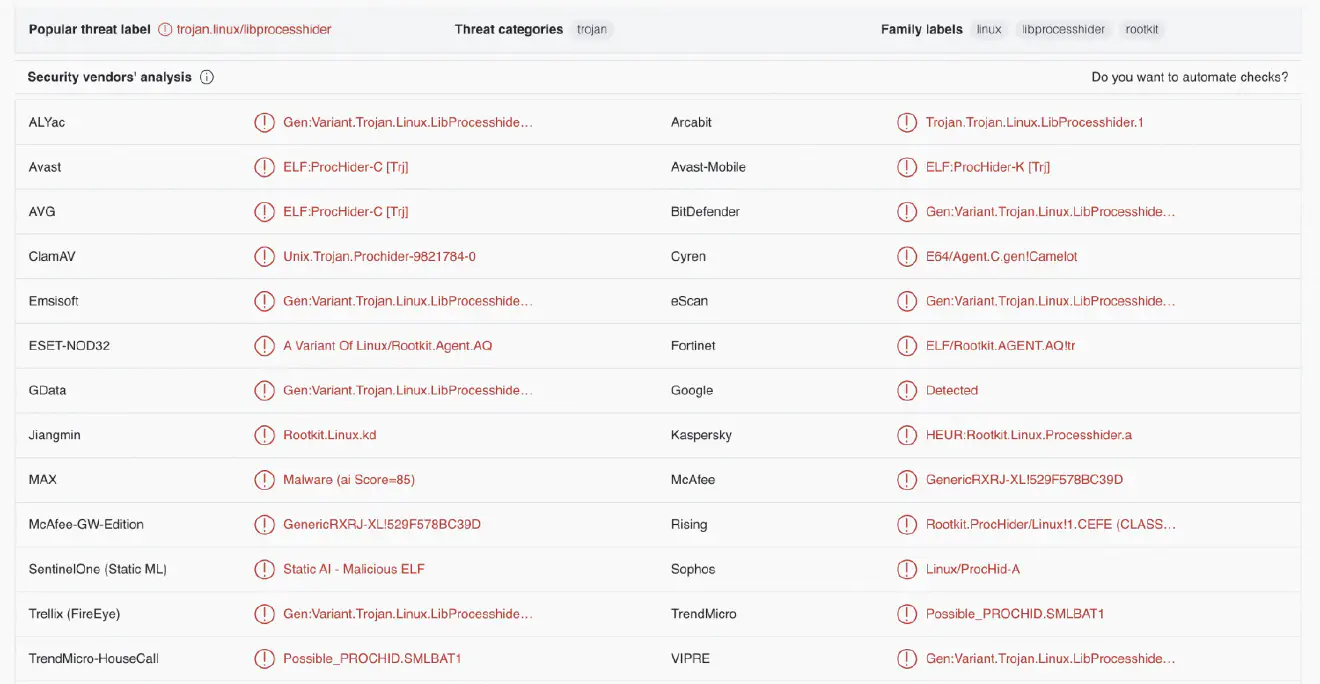 Popular threat label trojan.linux/libprocesshider Threat categories trojan Family labels linux libprocesshider rootkit
Security vendors' analysis Do you want to automate checks?
ALYac Gen:Variant.Trojan.Linux.LibProcesshide... Arcabit Trojan.Trojan.Linux.LibProcesshider.1
Avast ELF:ProcHider-C [Trj] Avast-Mobile ELF:ProcHider-K [Trj]
AVG ELF:ProcHider-C [Trj] BitDefender Gen:Variant.Trojan.Linux.LibProcesshide...
ClamAV Unix.Trojan.Prochider-9821784-0 Cyren E64/Agent.C.gen!Camelot
Emsisoft Gen:Variant.Trojan.Linux.LibProcesshide... eScan Gen:Variant.Trojan.Linux.LibProcesshide...
ESET-NOD32 A Variant Of Linux/Rootkit.Agent.AQ Fortinet ELF/Rootkit.AGENT.AQ!tr
GData Gen:Variant.Trojan.Linux.LibProcesshide... Google Detected
Jiangmin Rootkit.Linux.kd Kaspersky HEUR:Rootkit.Linux.Processhider.a
MAX Malware (ai Score=85) McAfee GenericRXRJ-XL!529F578BC39D
McAfee-GW-Edition GenericRXRJ-XL!529F578BC39D Rising Rootkit.ProcHider/Linux!1.CEFE (CLASS...
SentinelOne (Static ML) Static AI - Malicious ELF Sophos Linux/ProcHid-A
Trellix (FireEye) Gen:Variant.Trojan.Linux.LibProcesshide... TrendMicro Possible_PROCHID.SMLBAT1
TrendMicro-HouseCall Possible_PROCHID.SMLBAT1 VIPRE Gen:Variant.Trojan.Linux.LibProcesshide...